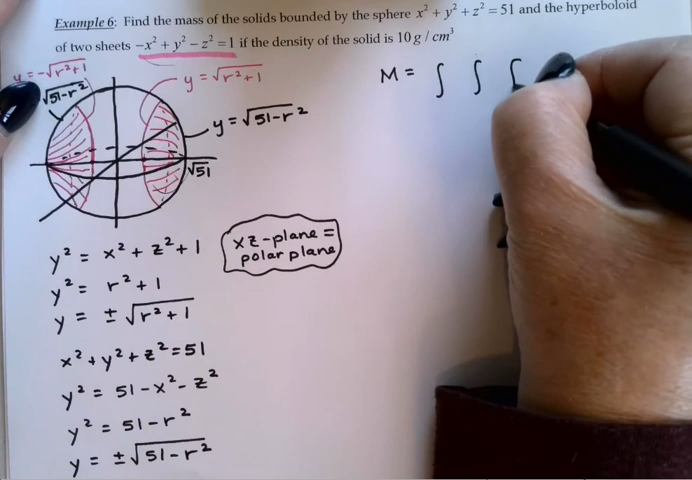 Example 6: Find the mass of the solids bounded by the sphere x² + y² + z² = 51 and the hyperboloid
of two sheets -x² + y² - z² = 1 if the density of the solid is 10 g / cm³
y = -√(r²+1)
y = √(r²+1)
M = ∫ ∫ ∫
√(51-r²)
y = √(51-r²)
√51
y² = x² + z² + 1
xz-plane =
polar plane
y² = r² + 1
y = ± √(r²+1)
x² + y² + z² = 51
y² = 51 - x² - z²
y² = 51 - r²
y = ± √(51 - r²)